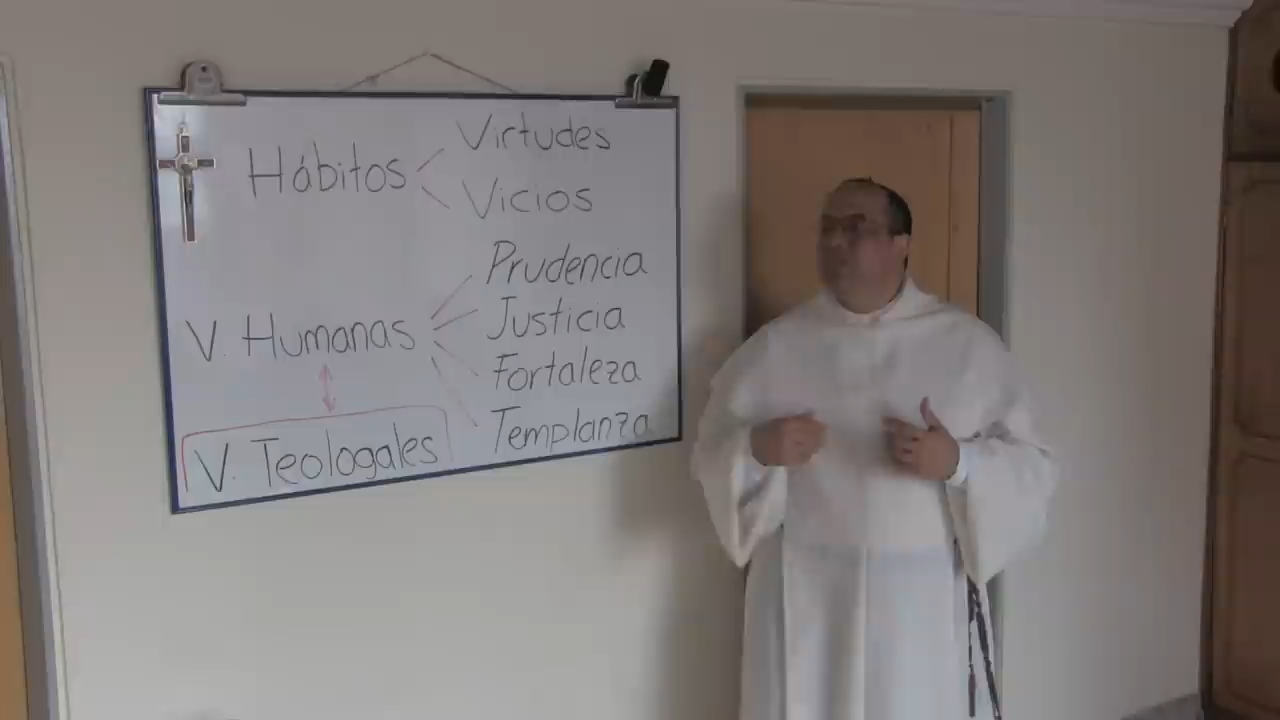 Hábitos
Virtudes
Vicios
V. Humanas
Prudencia
Justicia
Fortaleza
Templanza
V. Teologales